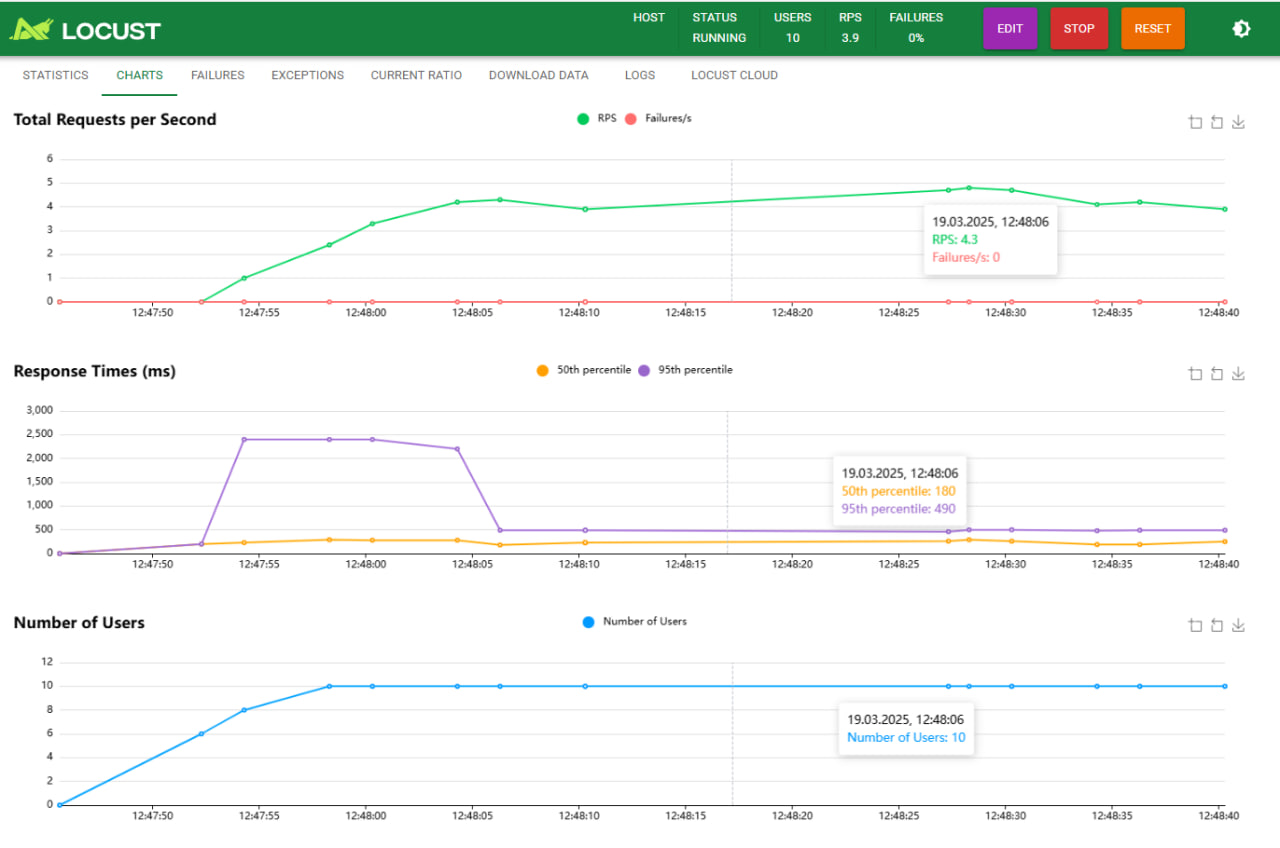 LOCUST
HOST
STATUS
RUNNING
USERS
10
RPS
3.9
FAILURES
0%
EDIT
STOP
RESET
STATISTICS CHARTS FAILURES EXCEPTIONS CURRENT RATIO DOWNLOAD DATA LOGS LOCUST CLOUD
Total Requests per Second
RPS Failures/s
6
5
4
3
2
1
0
19.03.2025, 12:48:06
RPS: 4.3
Failures/s: 0
12:47:50 12:47:55 12:48:00 12:48:05 12:48:10 12:48:15 12:48:20 12:48:25 12:48:30 12:48:35 12:48:40
Response Times (ms)
50th percentile 95th percentile
3,000
2,500
2,000
1,500
1,000
500
0
19.03.2025, 12:48:06
50th percentile: 180
95th percentile: 490
12:47:50 12:47:55 12:48:00 12:48:05 12:48:10 12:48:15 12:48:20 12:48:25 12:48:30 12:48:35 12:48:40
Number of Users
Number of Users
12
10
8
6
4
2
0
19.03.2025, 12:48:06
Number of Users: 10
12:47:50 12:47:55 12:48:00 12:48:05 12:48:10 12:48:15 12:48:20 12:48:25 12:48:30 12:48:35 12:48:40